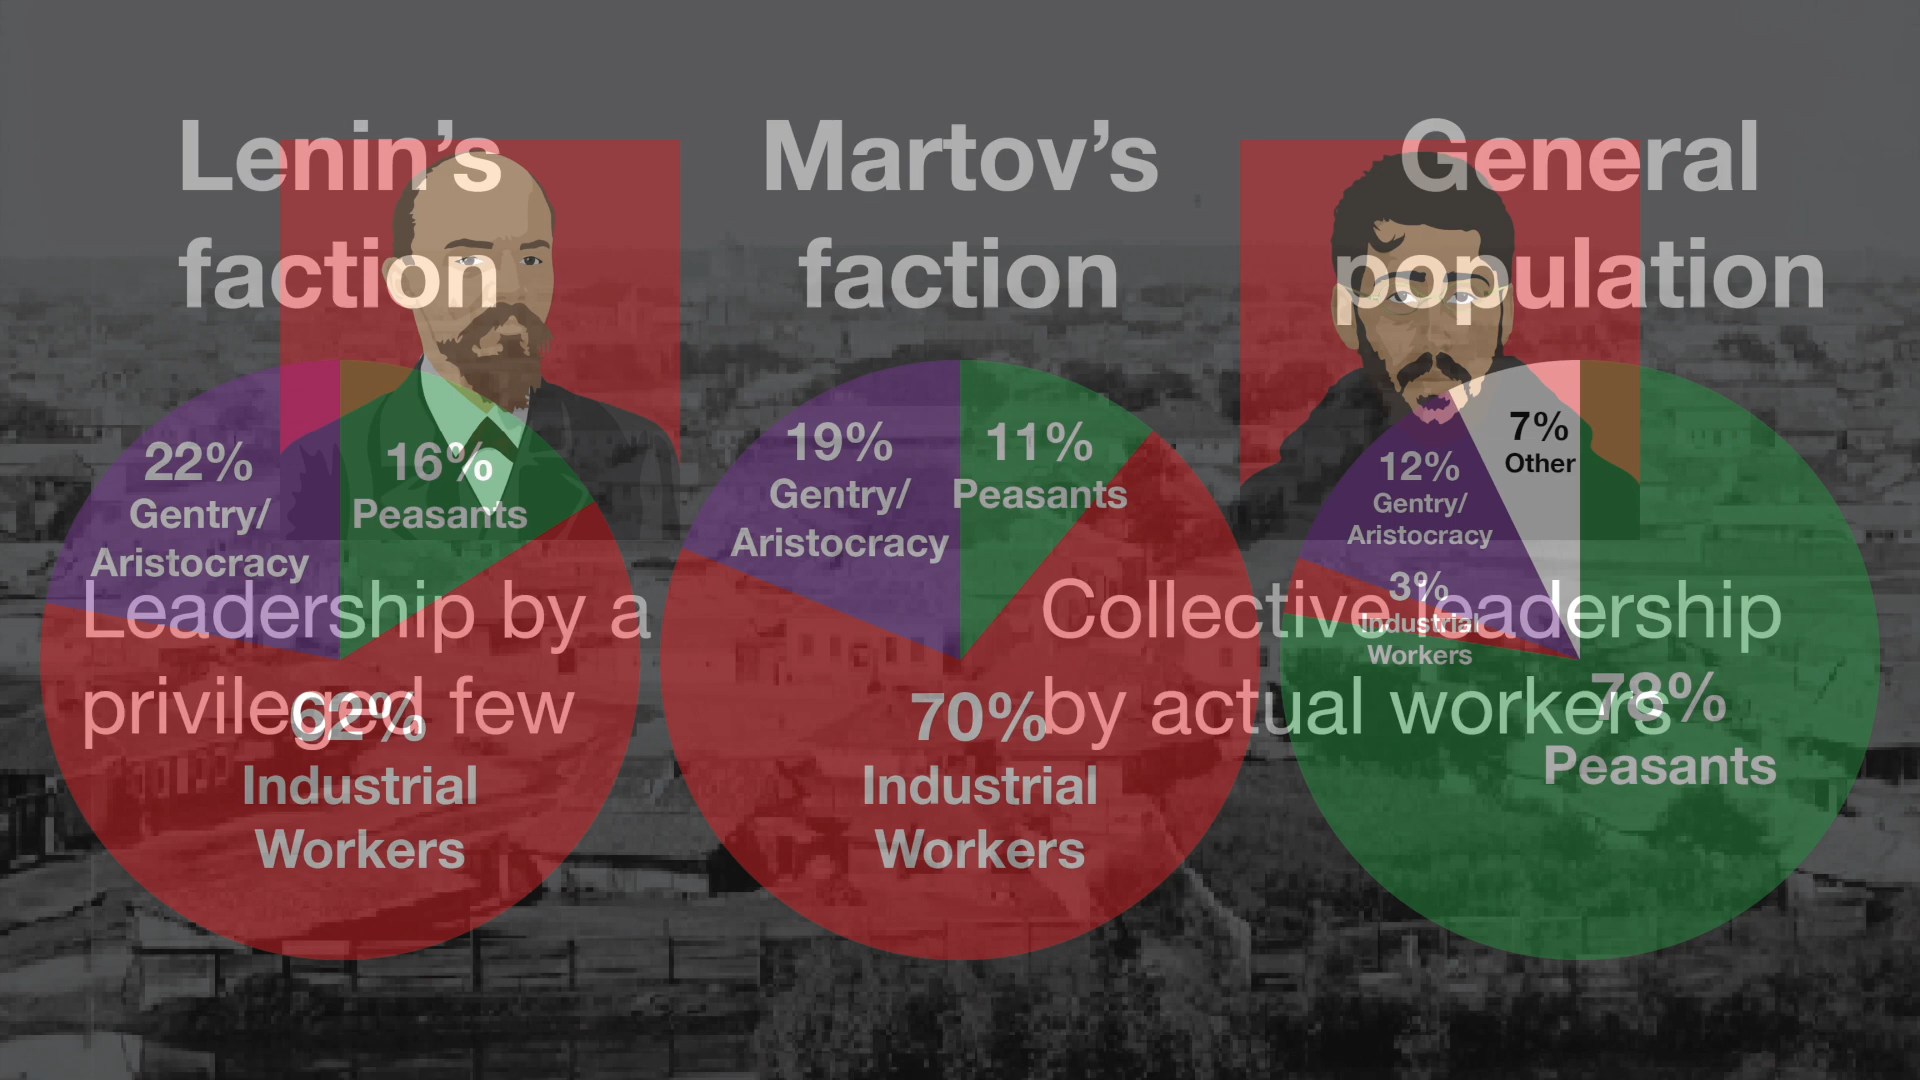 Lenin's
faction
Martov's
faction
General
population
22%
Gentry/
Aristocracy
16%
Peasants
62%
Industrial
Workers
19%
Gentry/
Aristocracy
11%
Peasants
70%
Industrial
Workers
7%
Other
12%
Gentry/
Aristocracy
3%
Industrial
Workers
78%
Peasants
Leadership by a
privileged few
Collective leadership
by actual workers